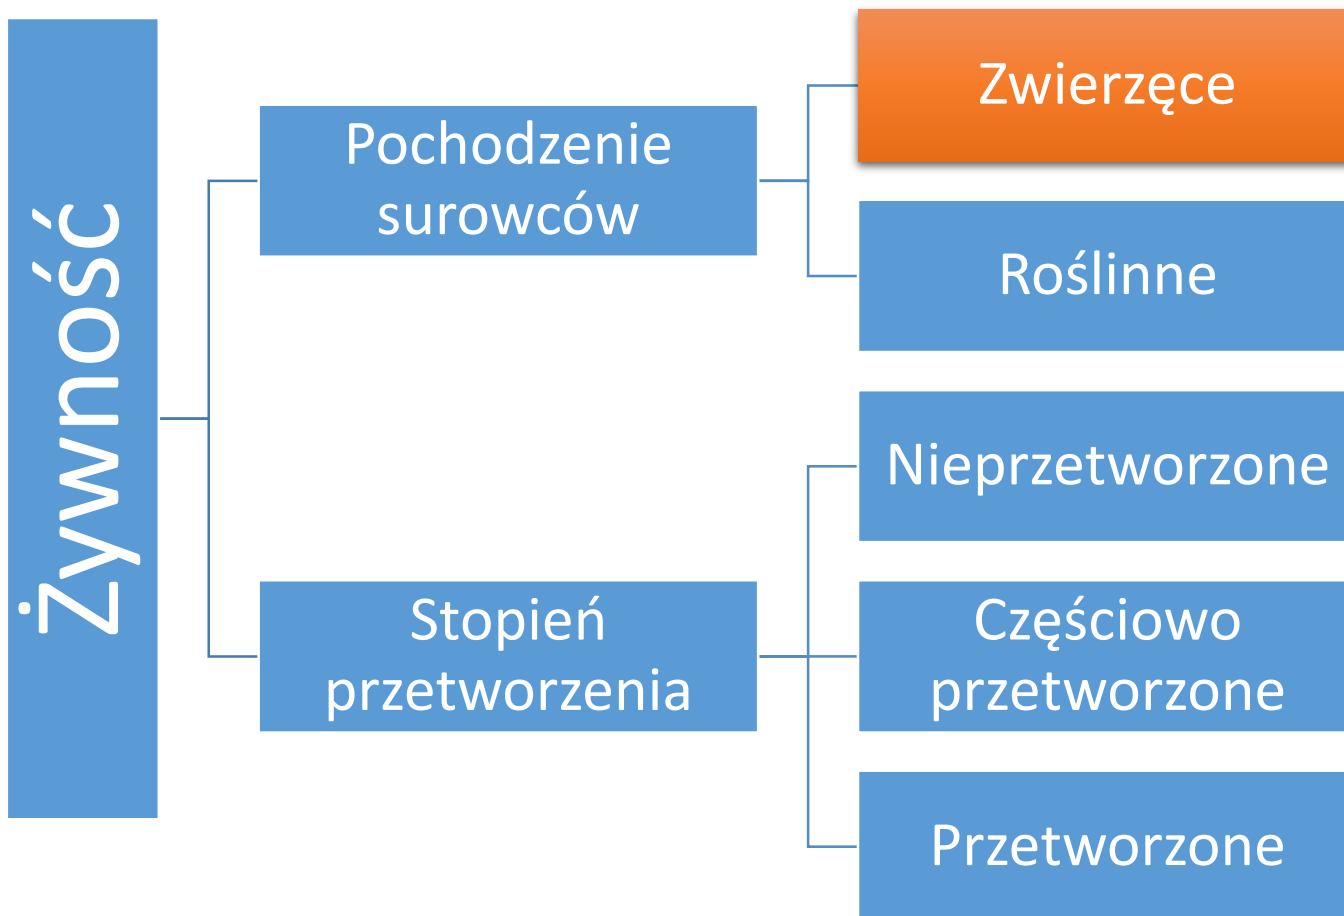 Żywność
Pochodzenie
surowców
Zwierzęce
Roślinne
Stopień
przetworzenia
Nieprzetworzone
Częściowo
przetworzone
Przetworzone